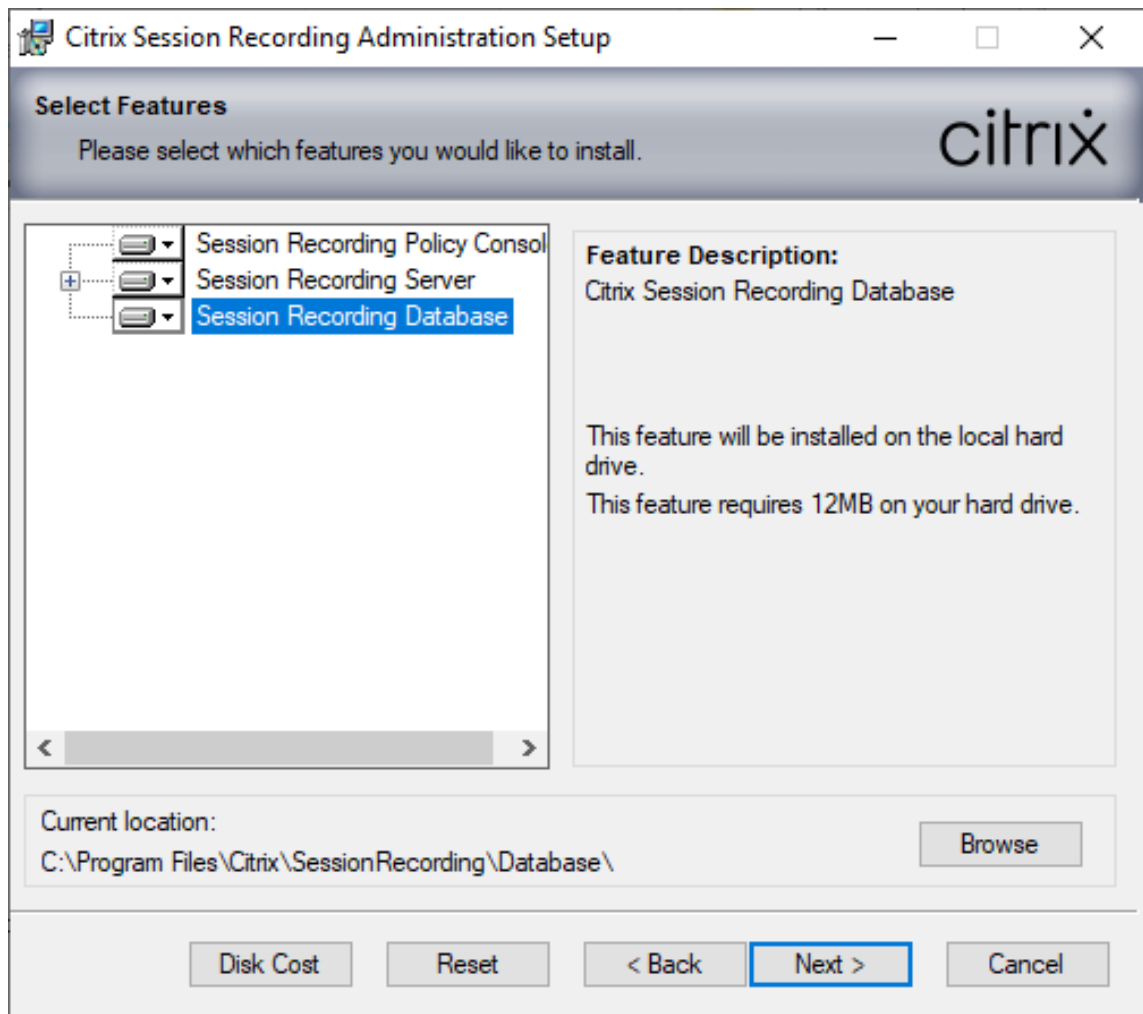 Citrix Session Recording Administration Setup
Select Features
Please select which features you would like to install.
citrix
Session Recording Policy Consol
Session Recording Server
Session Recording Database
Feature Description:
Citrix Session Recording Database
This feature will be installed on the local hard
drive.
This feature requires 12MB on your hard drive.
Current location:
C:\Program Files\Citrix\SessionRecording\Database\
Browse
Disk Cost
Reset
< Back
Next >
Cancel